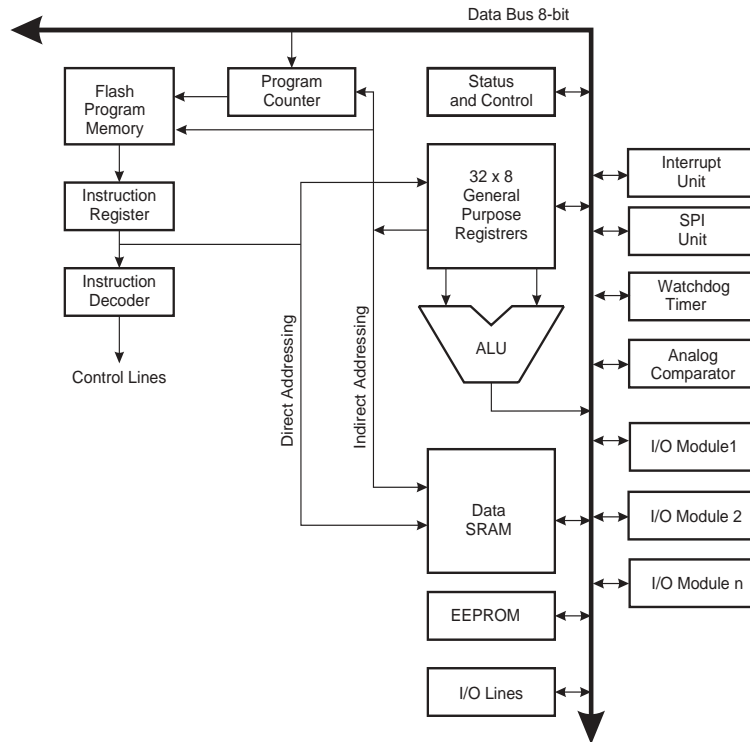 Data Bus 8-bit
Flash
Program
Memory
Program
Counter
Status
and Control
32 x 8
General
Purpose
Registrers
Interrupt
Unit
Instruction
Register
SPI
Unit
Instruction
Decoder
Watchdog
Timer
ALU
Analog
Comparator
Control Lines
Direct Addressing
Indirect Addressing
I/O Module1
Data
SRAM
I/O Module 2
I/O Module n
EEPROM
I/O Lines